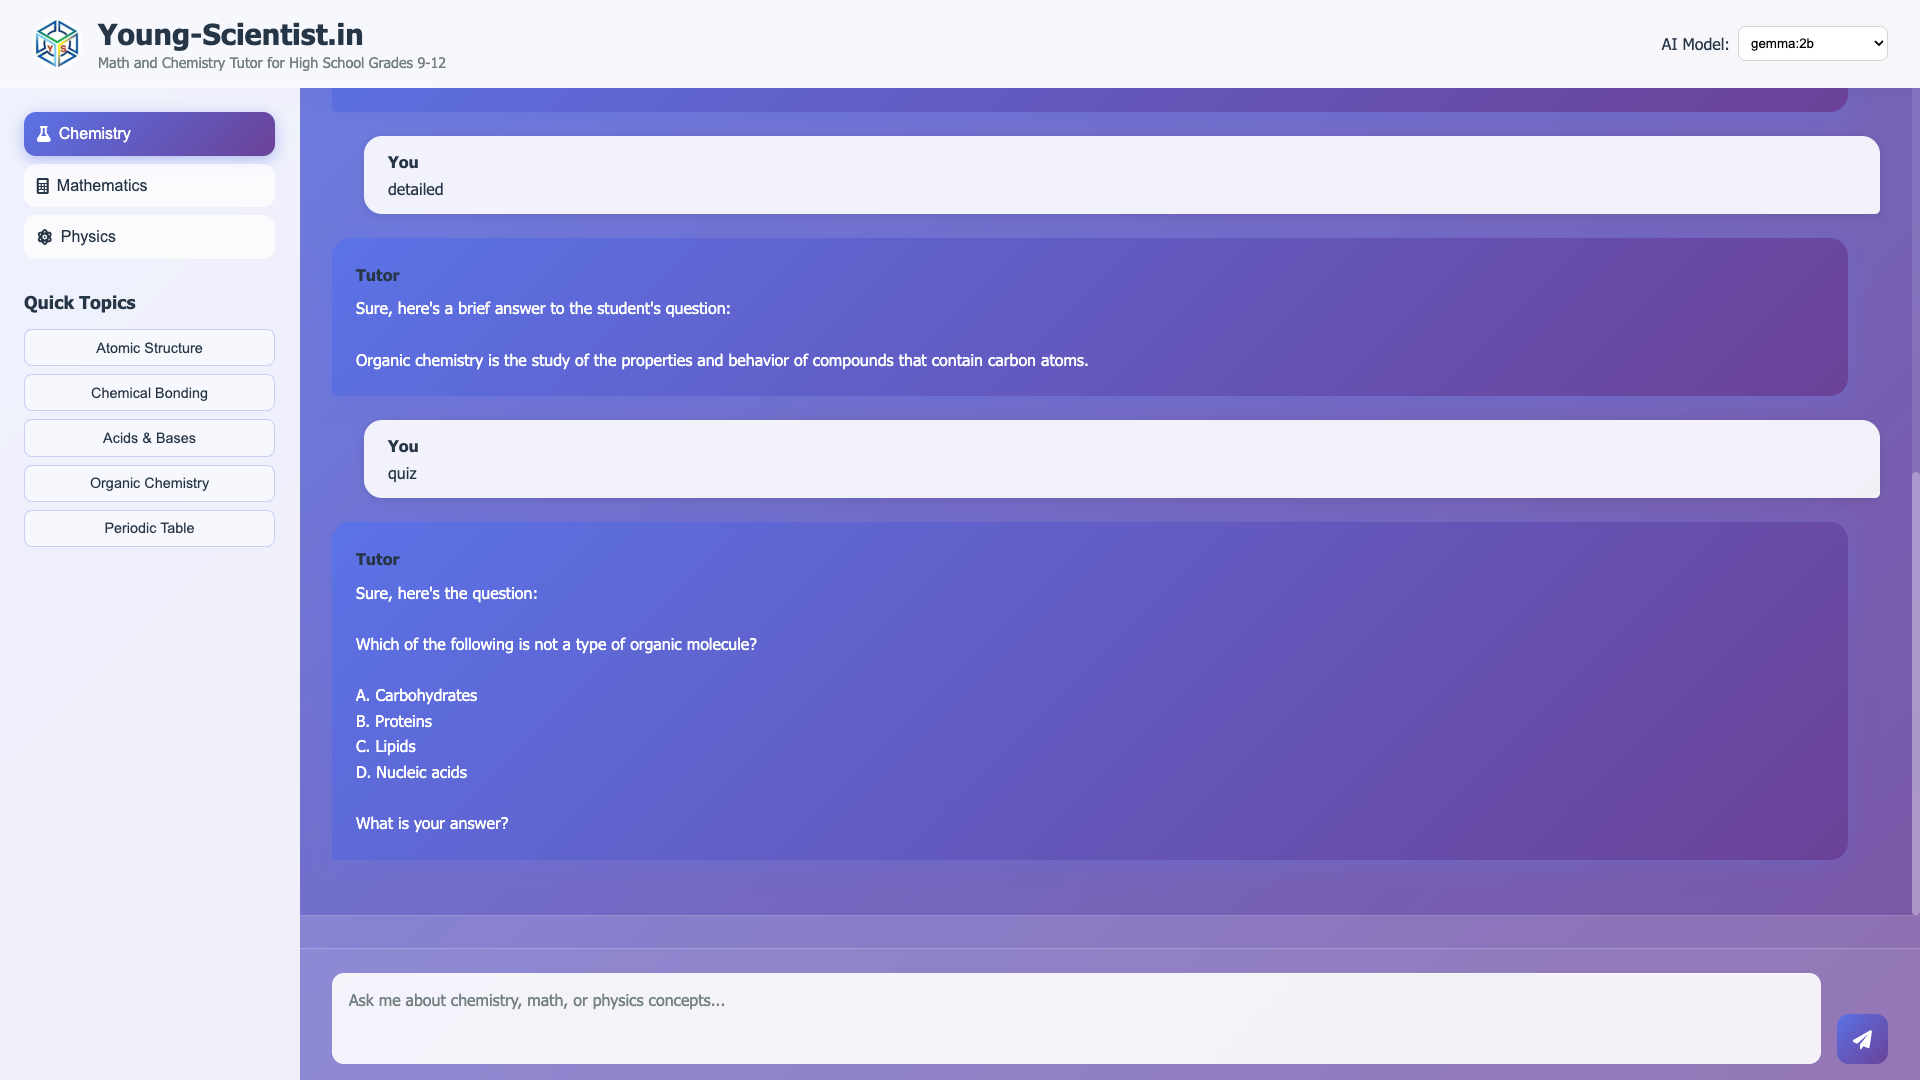 Young-Scientist.in
Math and Chemistry Tutor for High School Grades 9-12
AI Model:
gemma:2b
Chemistry
Mathematics
Physics
Quick Topics
Atomic Structure
Chemical Bonding
Acids & Bases
Organic Chemistry
Periodic Table
You
detailed
Tutor
Sure, here's a brief answer to the student's question:
Organic chemistry is the study of the properties and behavior of compounds that contain carbon atoms.
You
quiz
Tutor
Sure, here's the question:
Which of the following is not a type of organic molecule?
A. Carbohydrates
B. Proteins
C. Lipids
D. Nucleic acids
What is your answer?
Ask me about chemistry, math, or physics concepts...